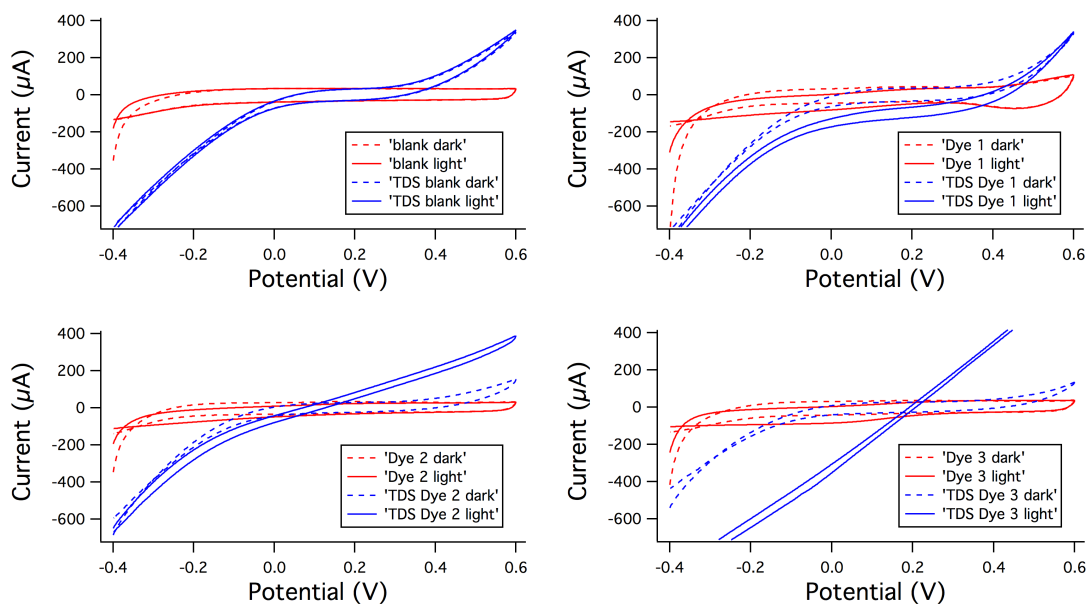 400
200
0
-200
-400
-600
Current (µA)
-0.4
-0.2
0.0
0.2
0.4
0.6
Potential (V)
'blank dark'
'blank light'
'TDS blank dark'
'TDS blank light'
400
200
0
-200
-400
-600
Current (µA)
-0.4
-0.2
0.0
0.2
0.4
0.6
Potential (V)
'Dye 1 dark'
'Dye 1 light'
'TDS Dye 1 dark'
'TDS Dye 1 light'
400
200
0
-200
-400
-600
Current (µA)
-0.4
-0.2
0.0
0.2
0.4
0.6
Potential (V)
'Dye 2 dark'
'Dye 2 light'
'TDS Dye 2 dark'
'TDS Dye 2 light'
400
200
0
-200
-400
-600
Current (µA)
-0.4
-0.2
0.0
0.2
0.4
0.6
Potential (V)
'Dye 3 dark'
'Dye 3 light'
'TDS Dye 3 dark'
'TDS Dye 3 light'